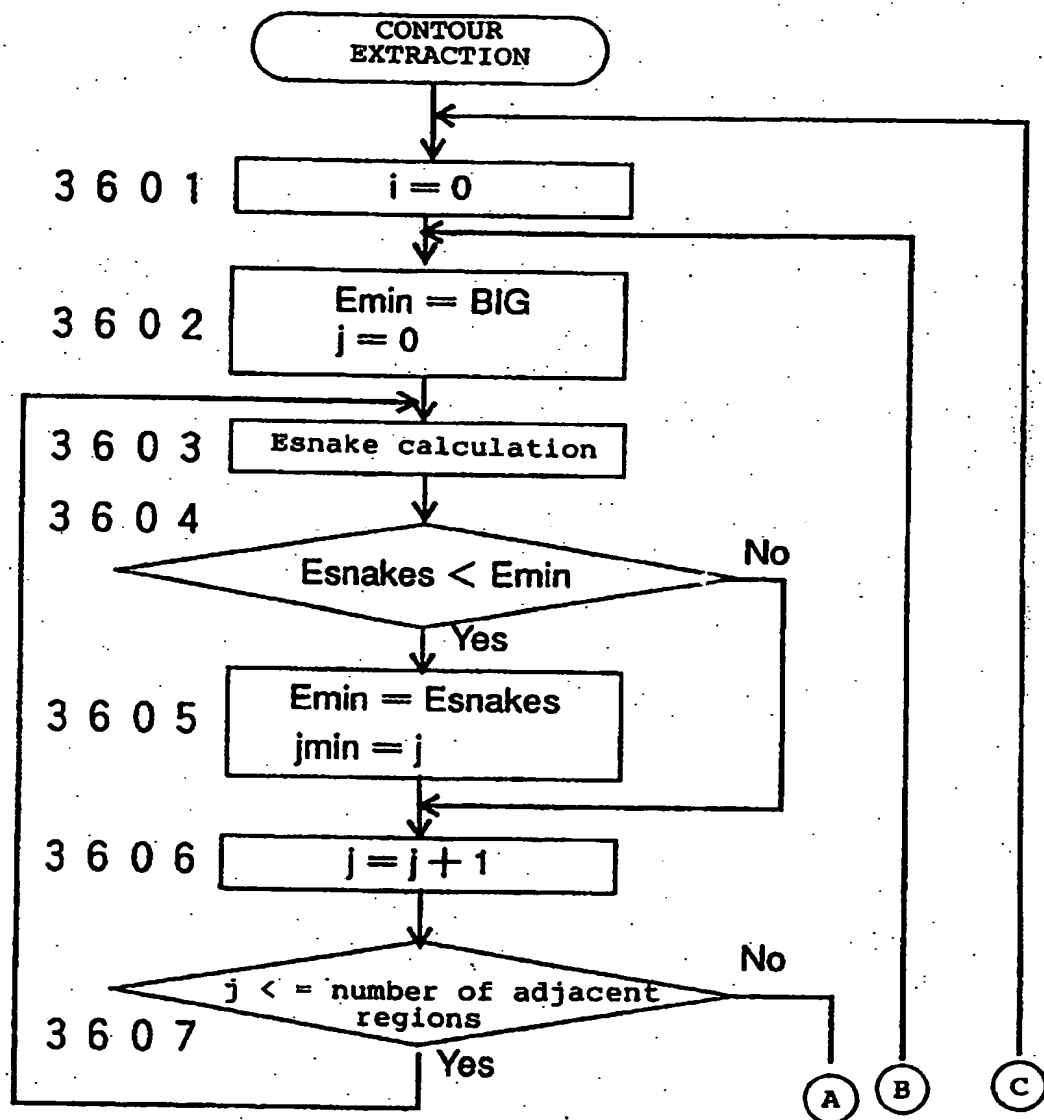 CONTOUR
EXTRACTION
3601
i = 0
3602
Emin = BIG
j = 0
3603
Esnake calculation
3604
Esnakes < Emin
No
Yes
3605
Emin = Esnakes
jmin = j
3606
j = j + 1
3607
j < = number of adjacent
regions
No
Yes
A
B
C